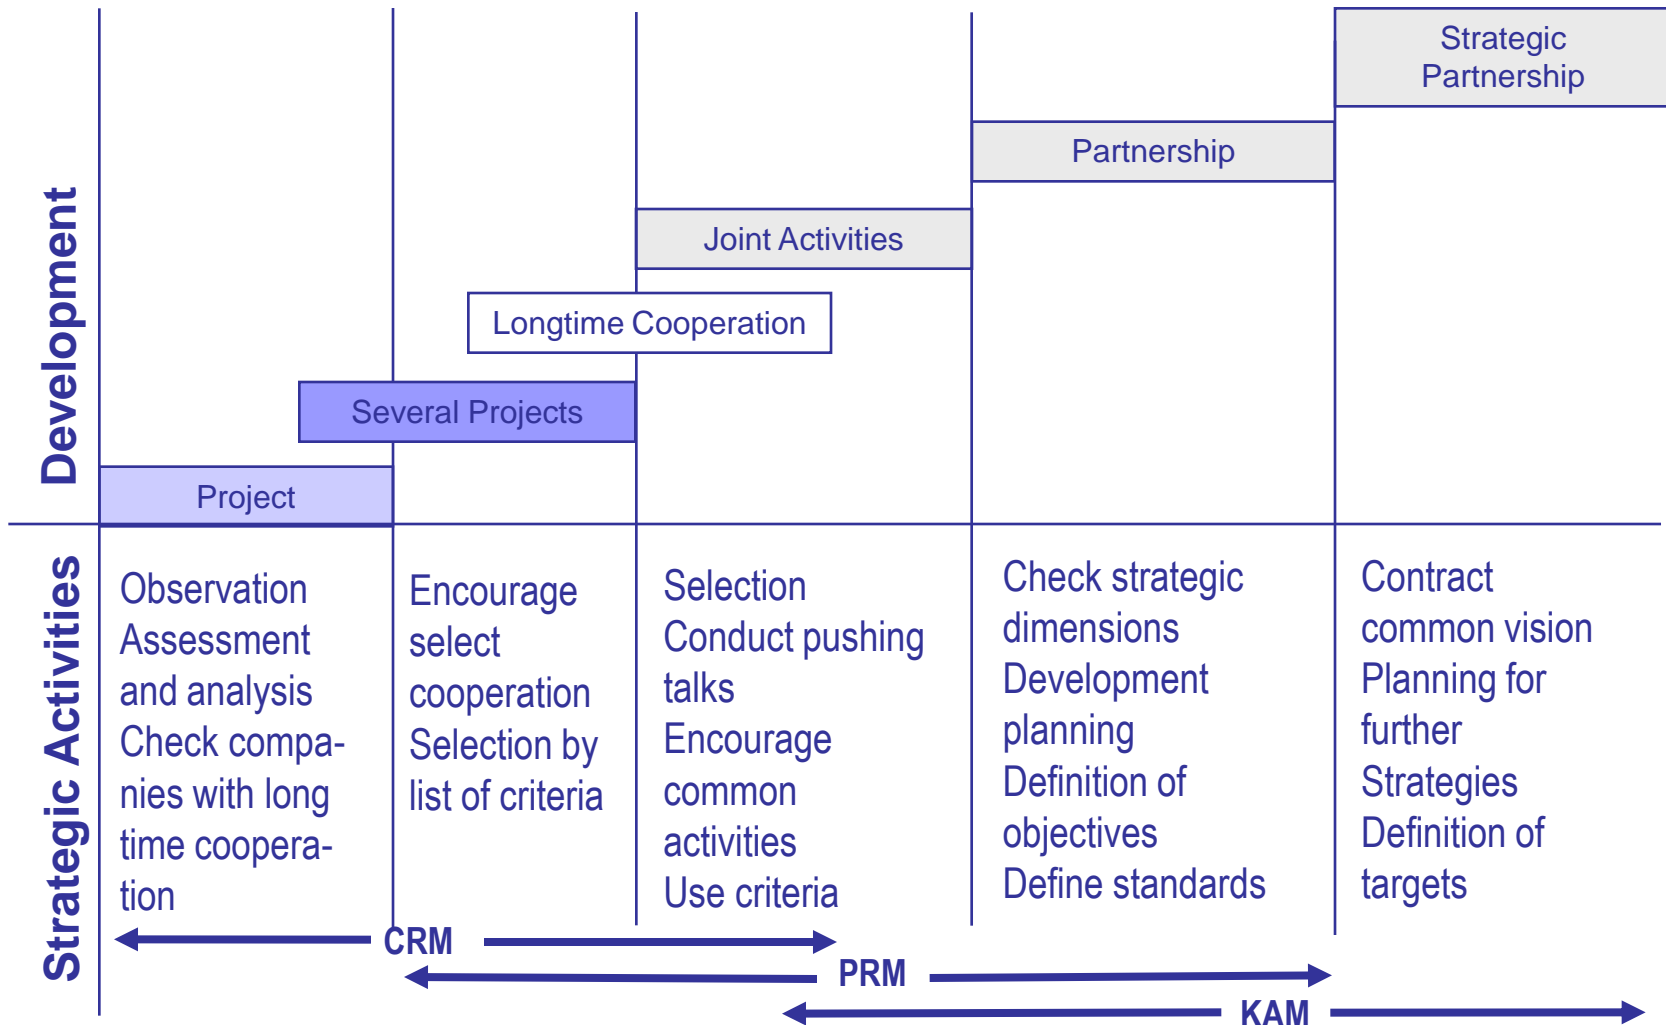 Strategic
Partnership
Partnership
Joint Activities
Longtime Cooperation
Several Projects
Project
Development
Strategic Activities
Observation
Assessment
and analysis
Check compa-
nies with long
time coopera-
tion
Encourage
select
cooperation
Selection by
list of criteria
Selection
Conduct pushing
talks
Encourage
common
activities
Use criteria
Check strategic
dimensions
Development
planning
Definition of
objectives
Define standards
Contract
common vision
Planning for
further
Strategies
Definition of
targets
CRM
PRM
KAM